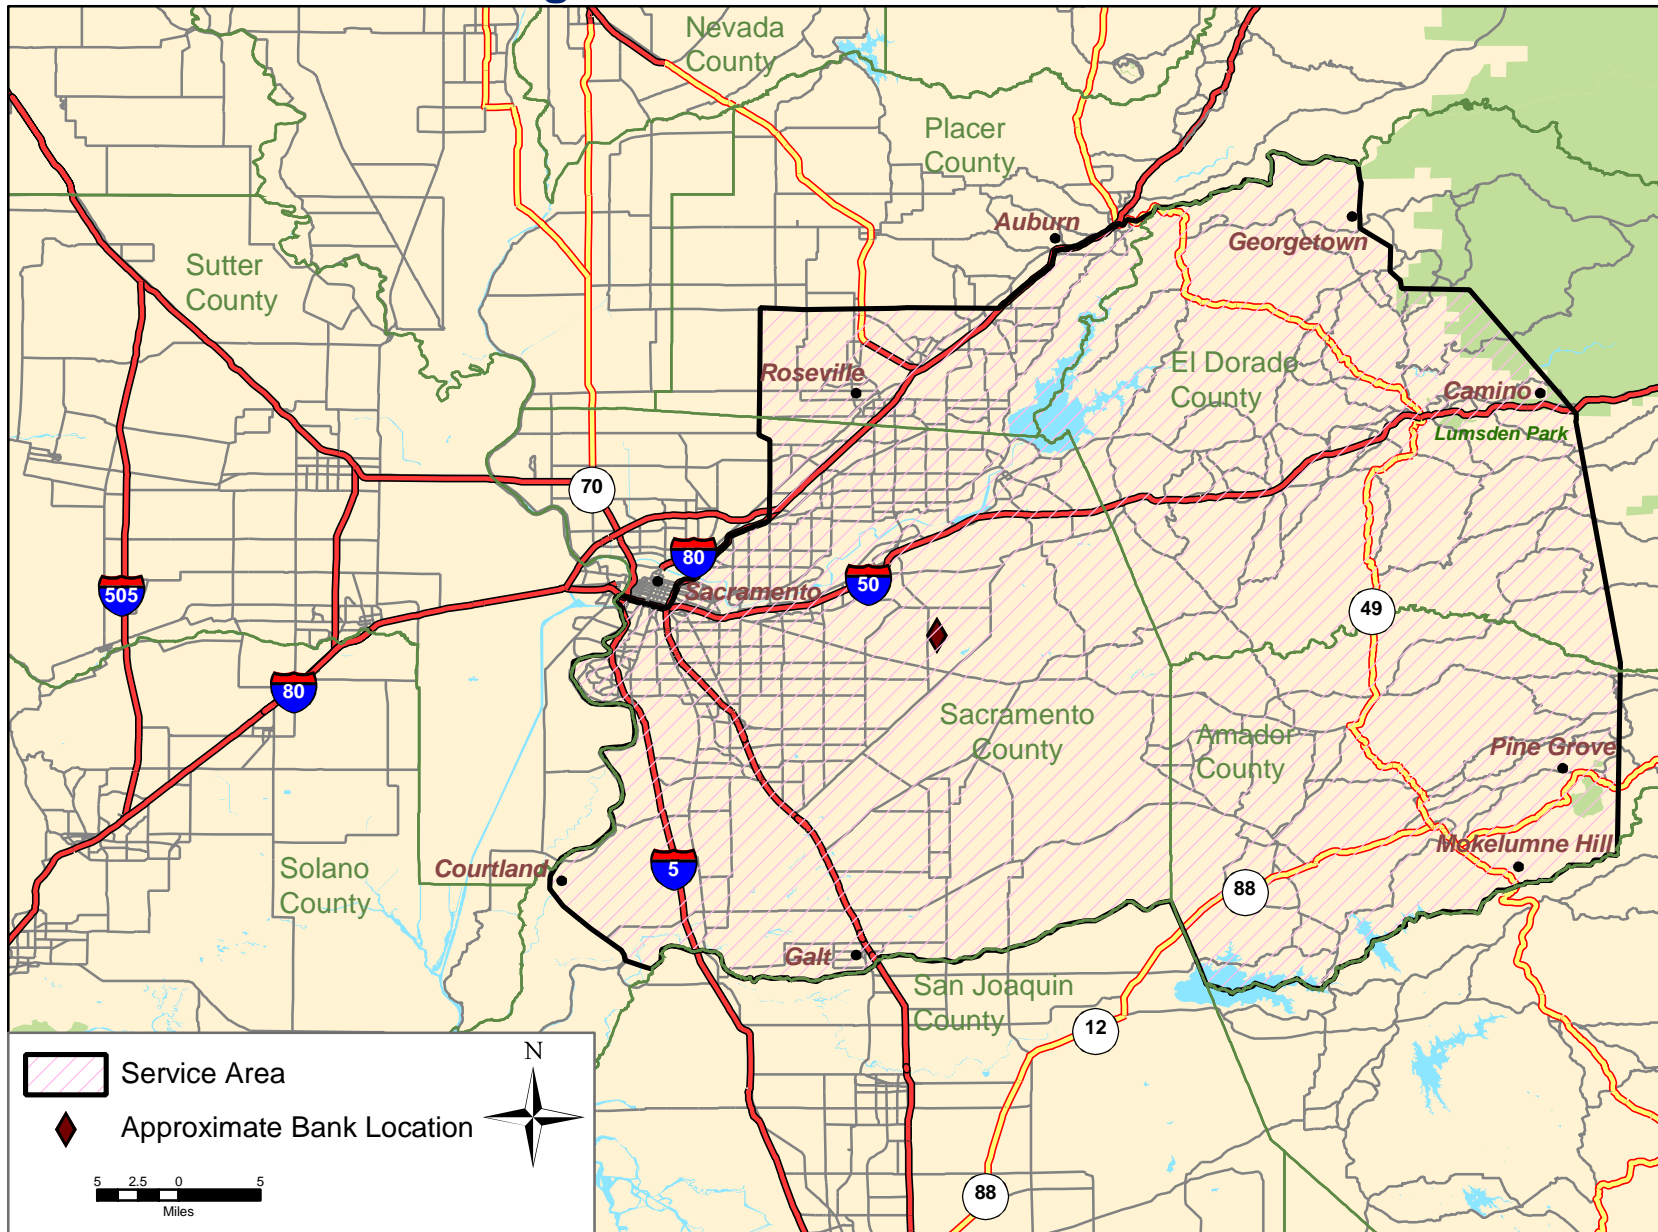 Nevada
County
Placer
County
Auburn
Georgetown
Sutter
County
El Dorado
County
Roseville
Camino
Lumsden Park
70
80
50
505
Sacramento
49
80
Sacramento
County
Amador
County
Pine Grove
Mokelumne Hill
Solano
County
Courtland
5
88
Galt
San Joaquin
County
12
N
Service Area
Approximate Bank Location
5 2.5 0 5
Miles
88